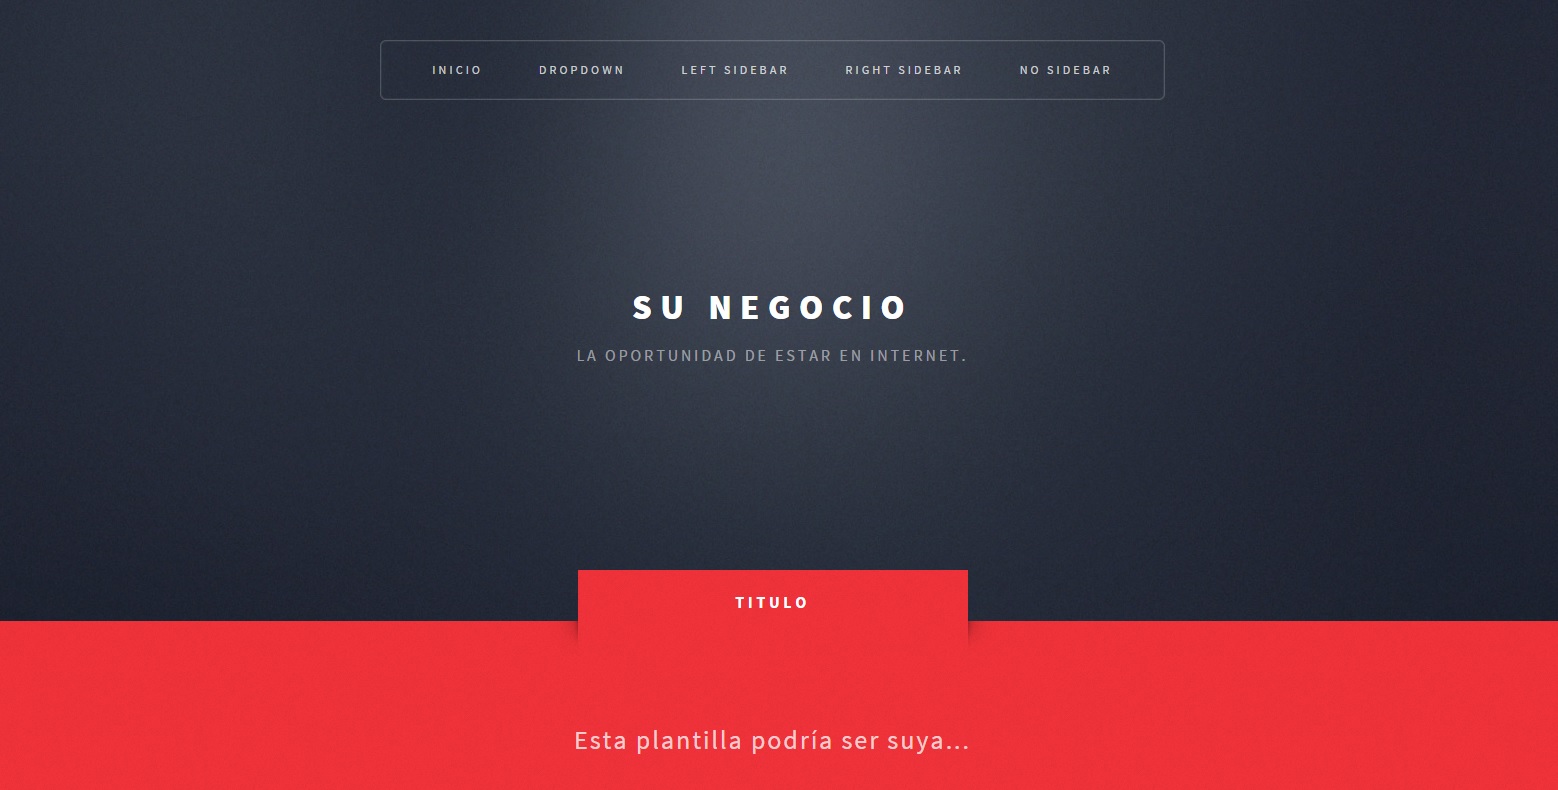 INICIO DROPDOWN LEFT SIDEBAR RIGHT SIDEBAR NO SIDEBAR
SU NEGOCIO
LA OPORTUNIDAD DE ESTAR EN INTERNET.
TITULO
Esta plantilla podría ser suya...